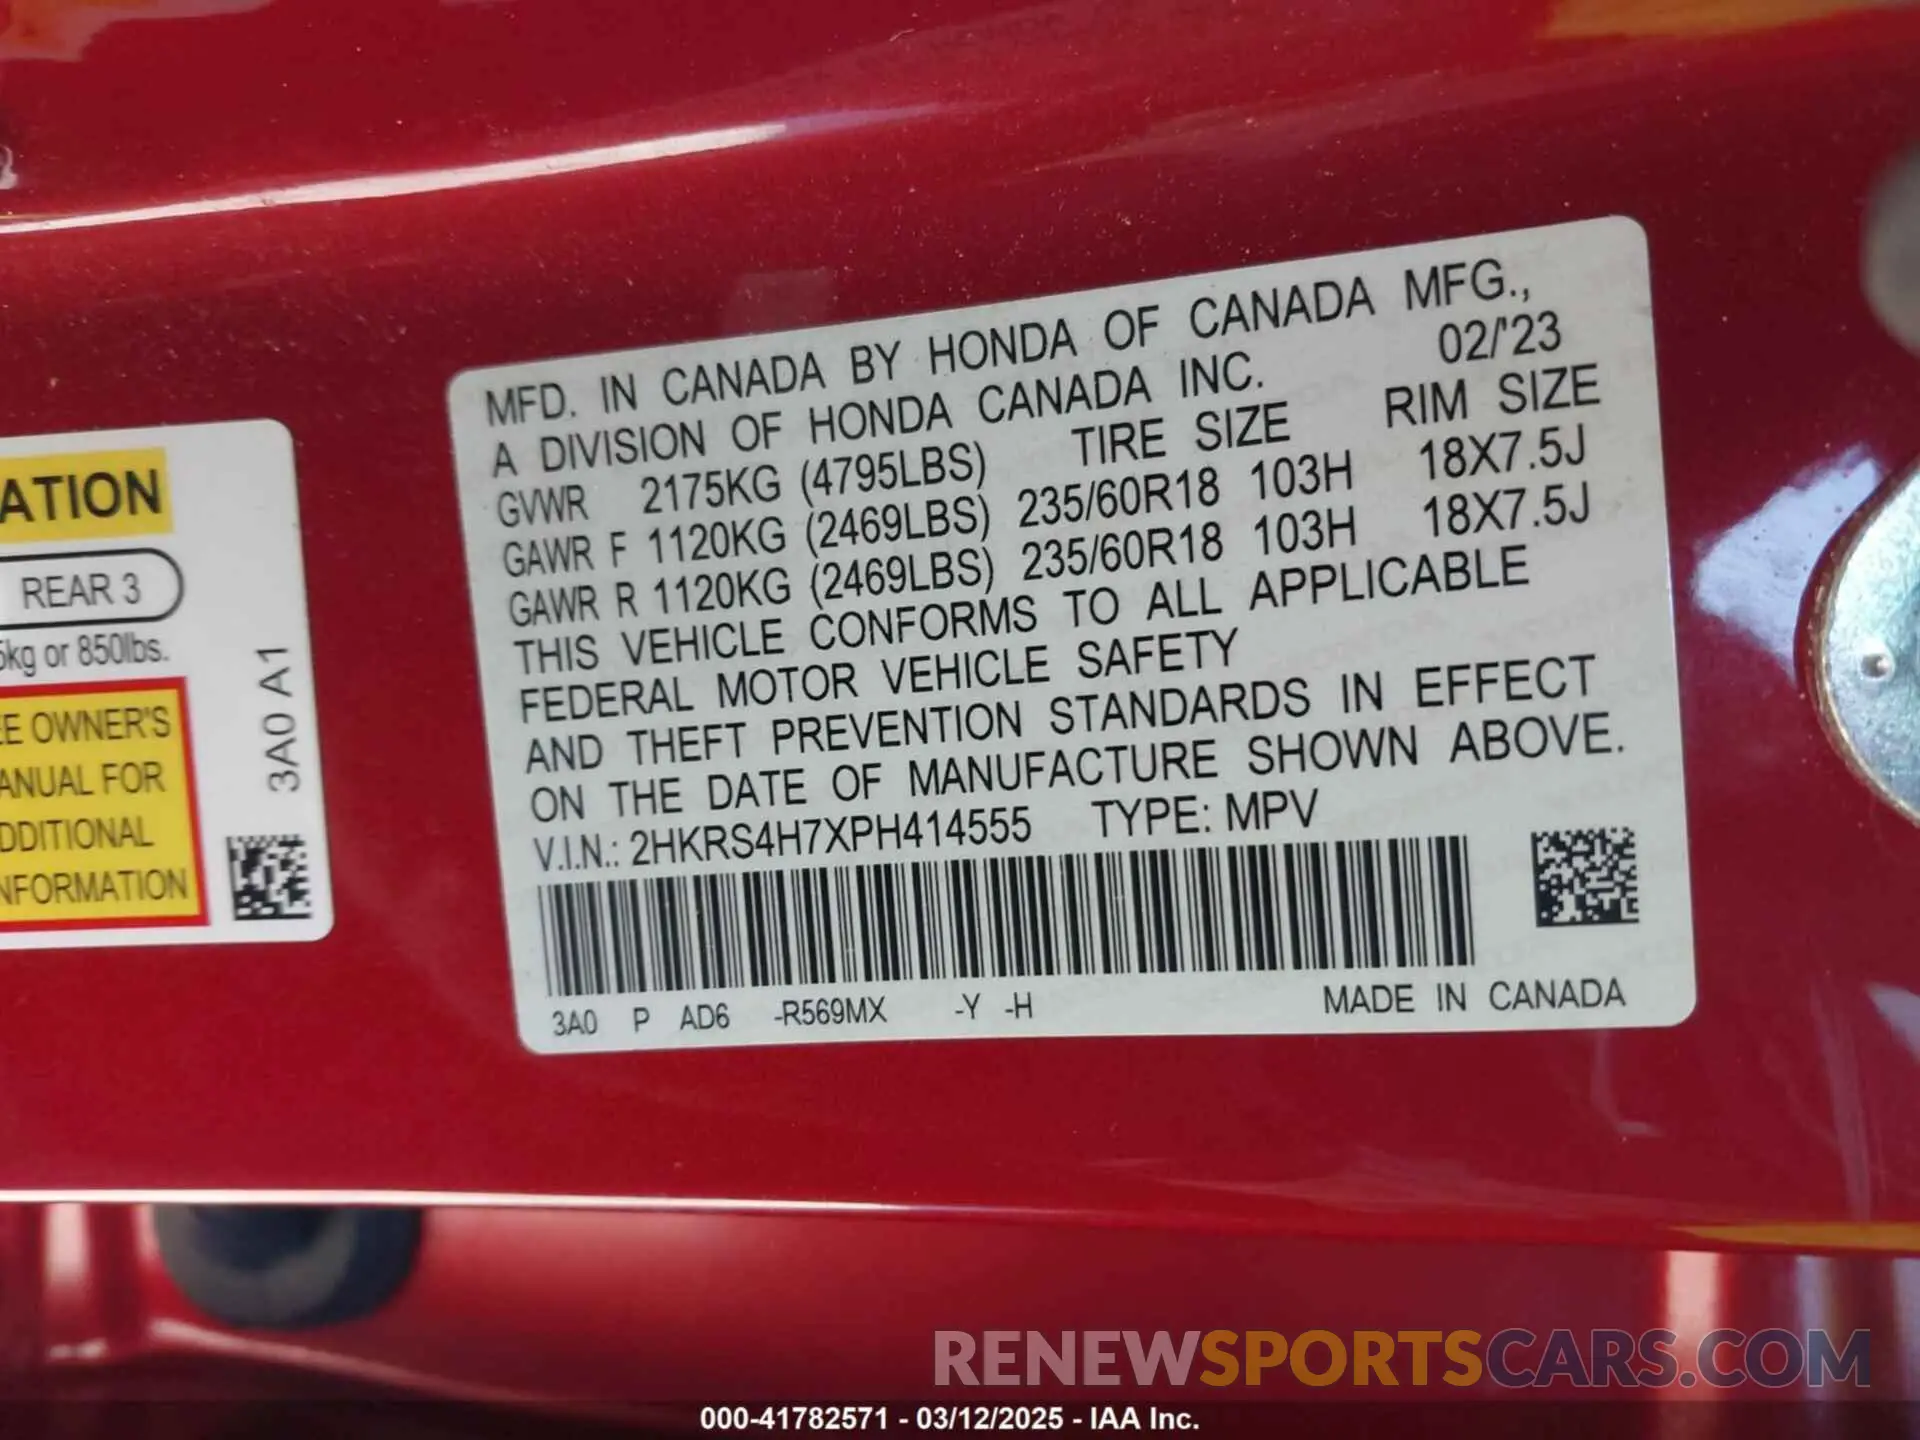 ATION
REAR 3
5kg or 850lbs.
EE OWNER'S
ANUAL FOR
DDITIONAL
NFORMATION
3A0 A1
MFD. IN CANADA BY HONDA OF CANADA MFG.,
A DIVISION OF HONDA CANADA INC. 02/'23
GVWR 2175KG (4795LBS) TIRE SIZE RIM SIZE
GAWR F 1120KG (2469LBS) 235/60R18 103H 18X7.5J
GAWR R 1120KG (2469LBS) 235/60R18 103H 18X7.5J
THIS VEHICLE CONFORMS TO ALL APPLICABLE
FEDERAL MOTOR VEHICLE SAFETY
AND THEFT PREVENTION STANDARDS IN EFFECT
ON THE DATE OF MANUFACTURE SHOWN ABOVE.
V.I.N.: 2HKRS4H7XPH414555 TYPE: MPV
3A0 P AD6 -R569MX -Y -H MADE IN CANADA
RENEWSPORTSCARS.COM
000-41782571 - 03/12/2025 - IAA Inc.